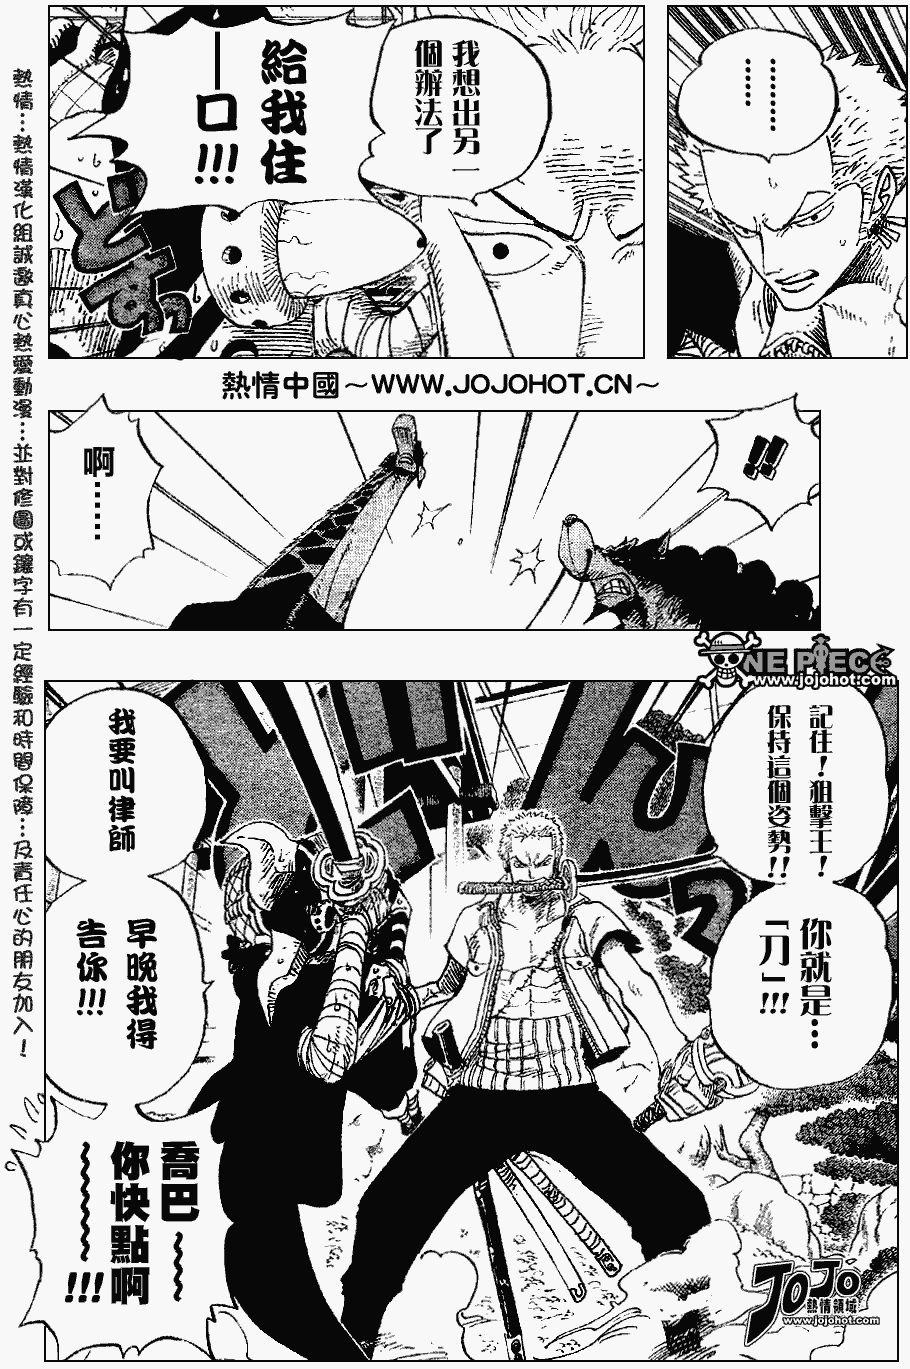 ………
我想出另一
個辦法了
給我住
──口!!!
どすっ
熱情中國～WWW.JOJOHOT.CN～
!!
啊………
ONE PIECE
www.jojohot.com
記住！狙擊王！
保持這個姿勢!!
你就是…
「刀」!!!
我要叫律師
早晚我得
告你!!!
喬巴～～
你快點啊
～～～～!!!
JOJO
熱情領域
www.jojohot.com
熱情…熱情漢化組誠邀真心熱愛動漫…並對修圖或鑲字有一定經驗和時間保障…及責任心的朋友加入！